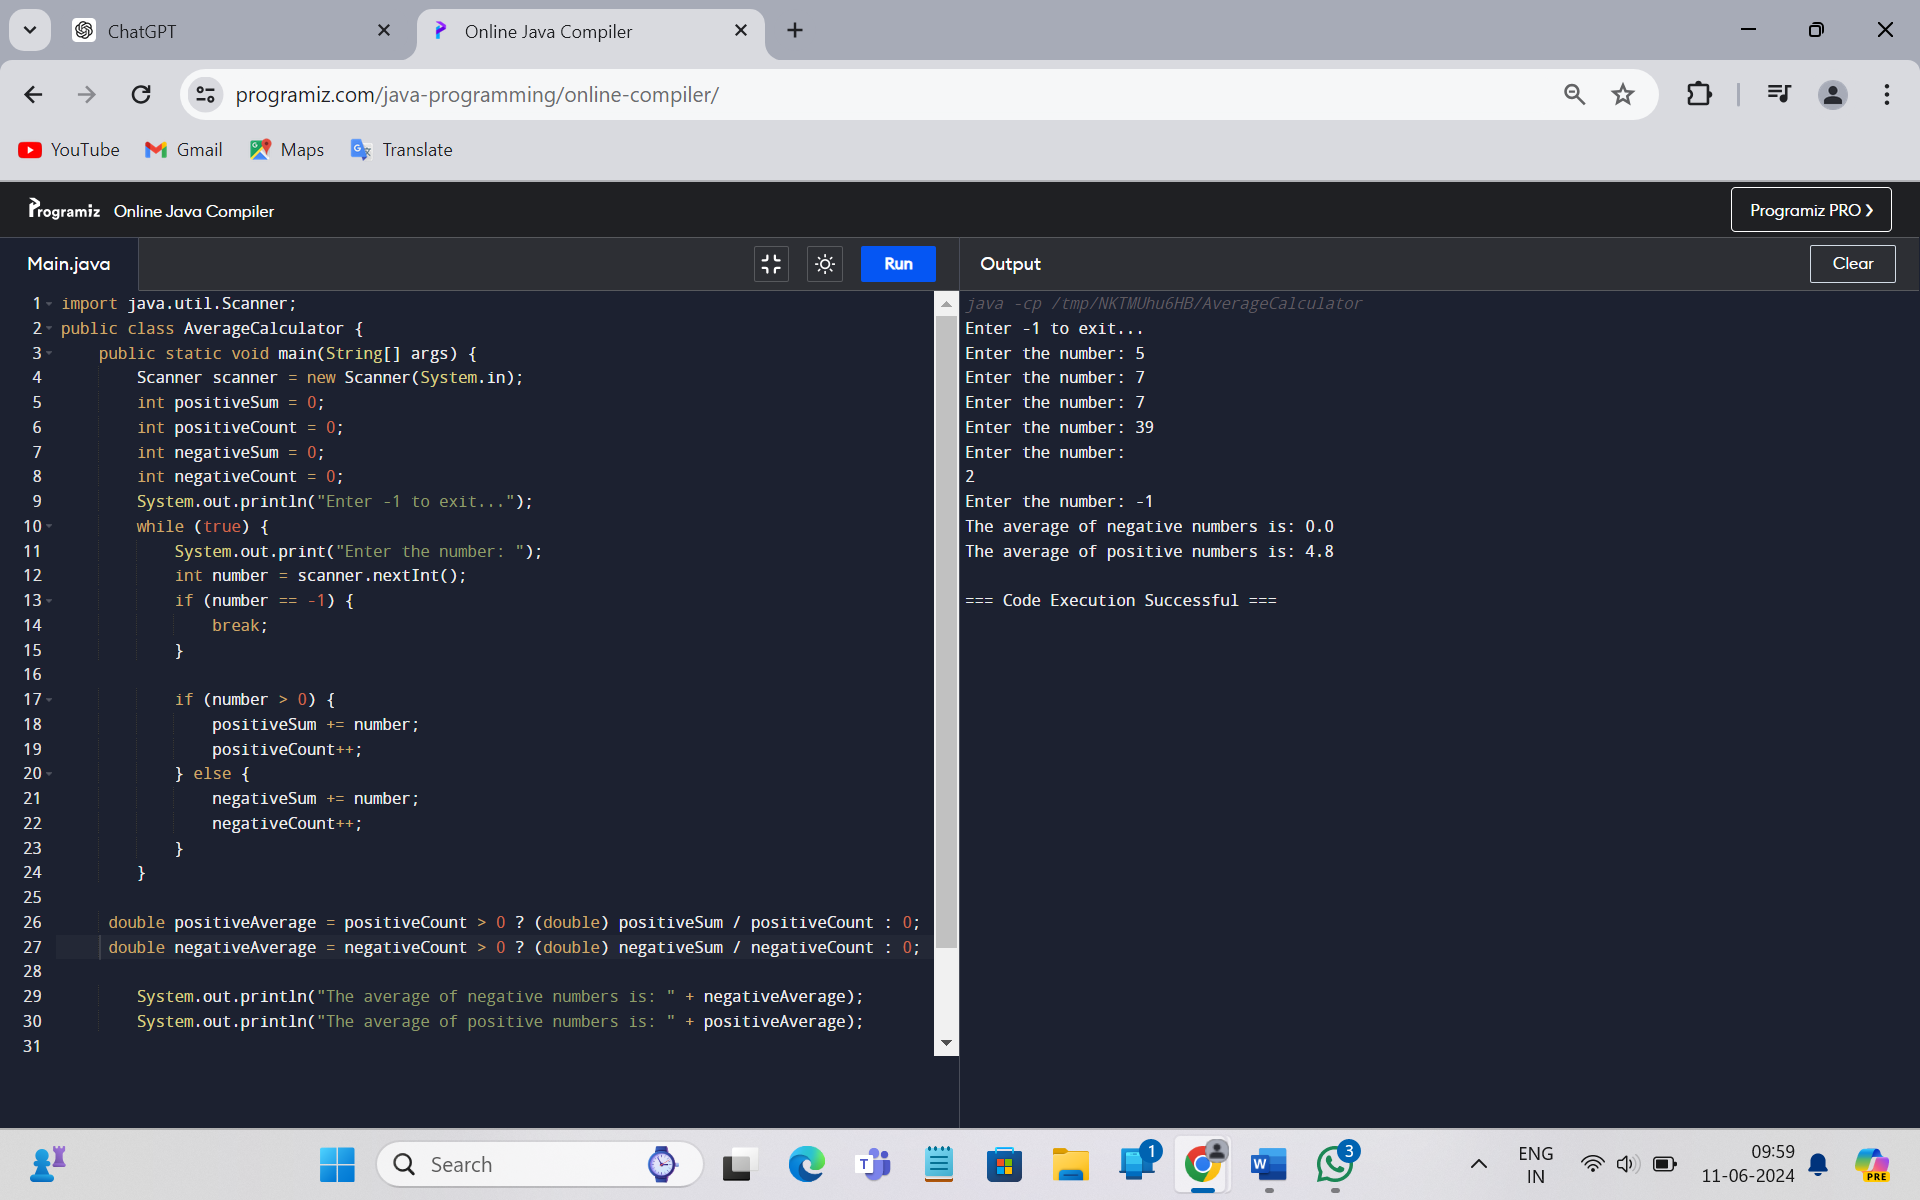 ChatGPT
Online Java Compiler
programiz.com/java-programming/online-compiler/
YouTube
Gmail
Maps
Translate
Programiz
Online Java Compiler
Programiz PRO ›
Main.java
Run
Output
Clear
1 import java.util.Scanner;
2 public class AverageCalculator {
3 public static void main(String[] args) {
4 Scanner scanner = new Scanner(System.in);
5 int positiveSum = 0;
6 int positiveCount = 0;
7 int negativeSum = 0;
8 int negativeCount = 0;
9 System.out.println("Enter -1 to exit...");
10 while (true) {
11 System.out.print("Enter the number: ");
12 int number = scanner.nextInt();
13 if (number == -1) {
14 break;
15 }
16
17 if (number > 0) {
18 positiveSum += number;
19 positiveCount++;
20 } else {
21 negativeSum += number;
22 negativeCount++;
23 }
24 }
25
26 double positiveAverage = positiveCount > 0 ? (double) positiveSum / positiveCount : 0;
27 double negativeAverage = negativeCount > 0 ? (double) negativeSum / negativeCount : 0;
28
29 System.out.println("The average of negative numbers is: " + negativeAverage);
30 System.out.println("The average of positive numbers is: " + positiveAverage);
31
java -cp /tmp/NKTMUhu6HB/AverageCalculator
Enter -1 to exit...
Enter the number: 5
Enter the number: 7
Enter the number: 7
Enter the number: 39
Enter the number:
2
Enter the number: -1
The average of negative numbers is: 0.0
The average of positive numbers is: 4.8

=== Code Execution Successful ===
Search
1
3
ENG
IN
09:59
11-06-2024
PRE